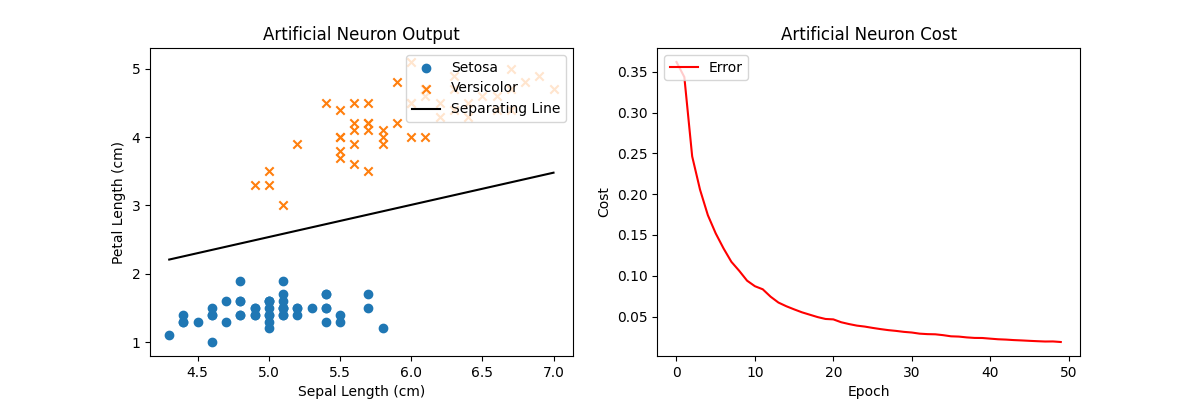 Artificial Neuron Output
Petal Length (cm)
5
4
3
2
1
Setosa
Versicolor
Separating Line
4.5 5.0 5.5 6.0 6.5 7.0
Sepal Length (cm)
Artificial Neuron Cost
Cost
0.35
0.30
0.25
0.20
0.15
0.10
0.05
Error
0 10 20 30 40 50
Epoch